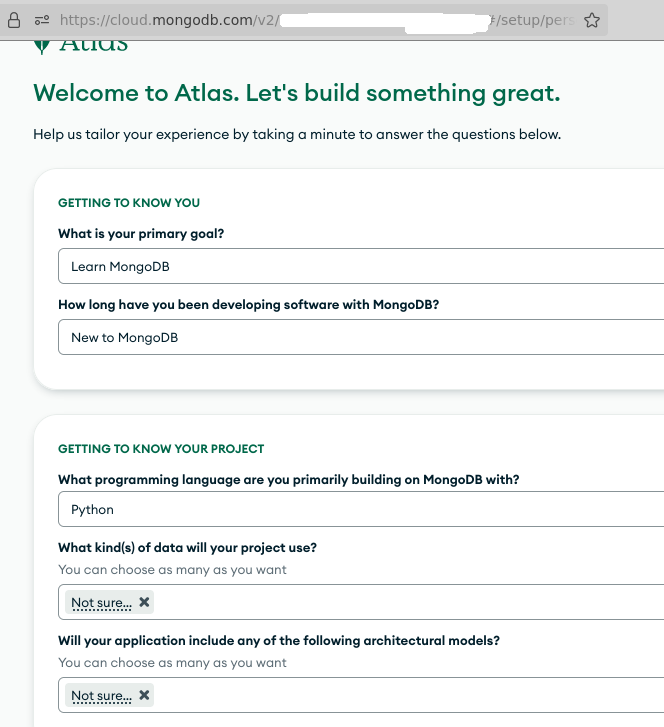 https://cloud.mongodb.com/v2/ #/setup/pers
Atlas
Welcome to Atlas. Let's build something great.
Help us tailor your experience by taking a minute to answer the questions below.
GETTING TO KNOW YOU
What is your primary goal?
Learn MongoDB
How long have you been developing software with MongoDB?
New to MongoDB
GETTING TO KNOW YOUR PROJECT
What programming language are you primarily building on MongoDB with?
Python
What kind(s) of data will your project use?
You can choose as many as you want
Not sure...
Will your application include any of the following architectural models?
You can choose as many as you want
Not sure...